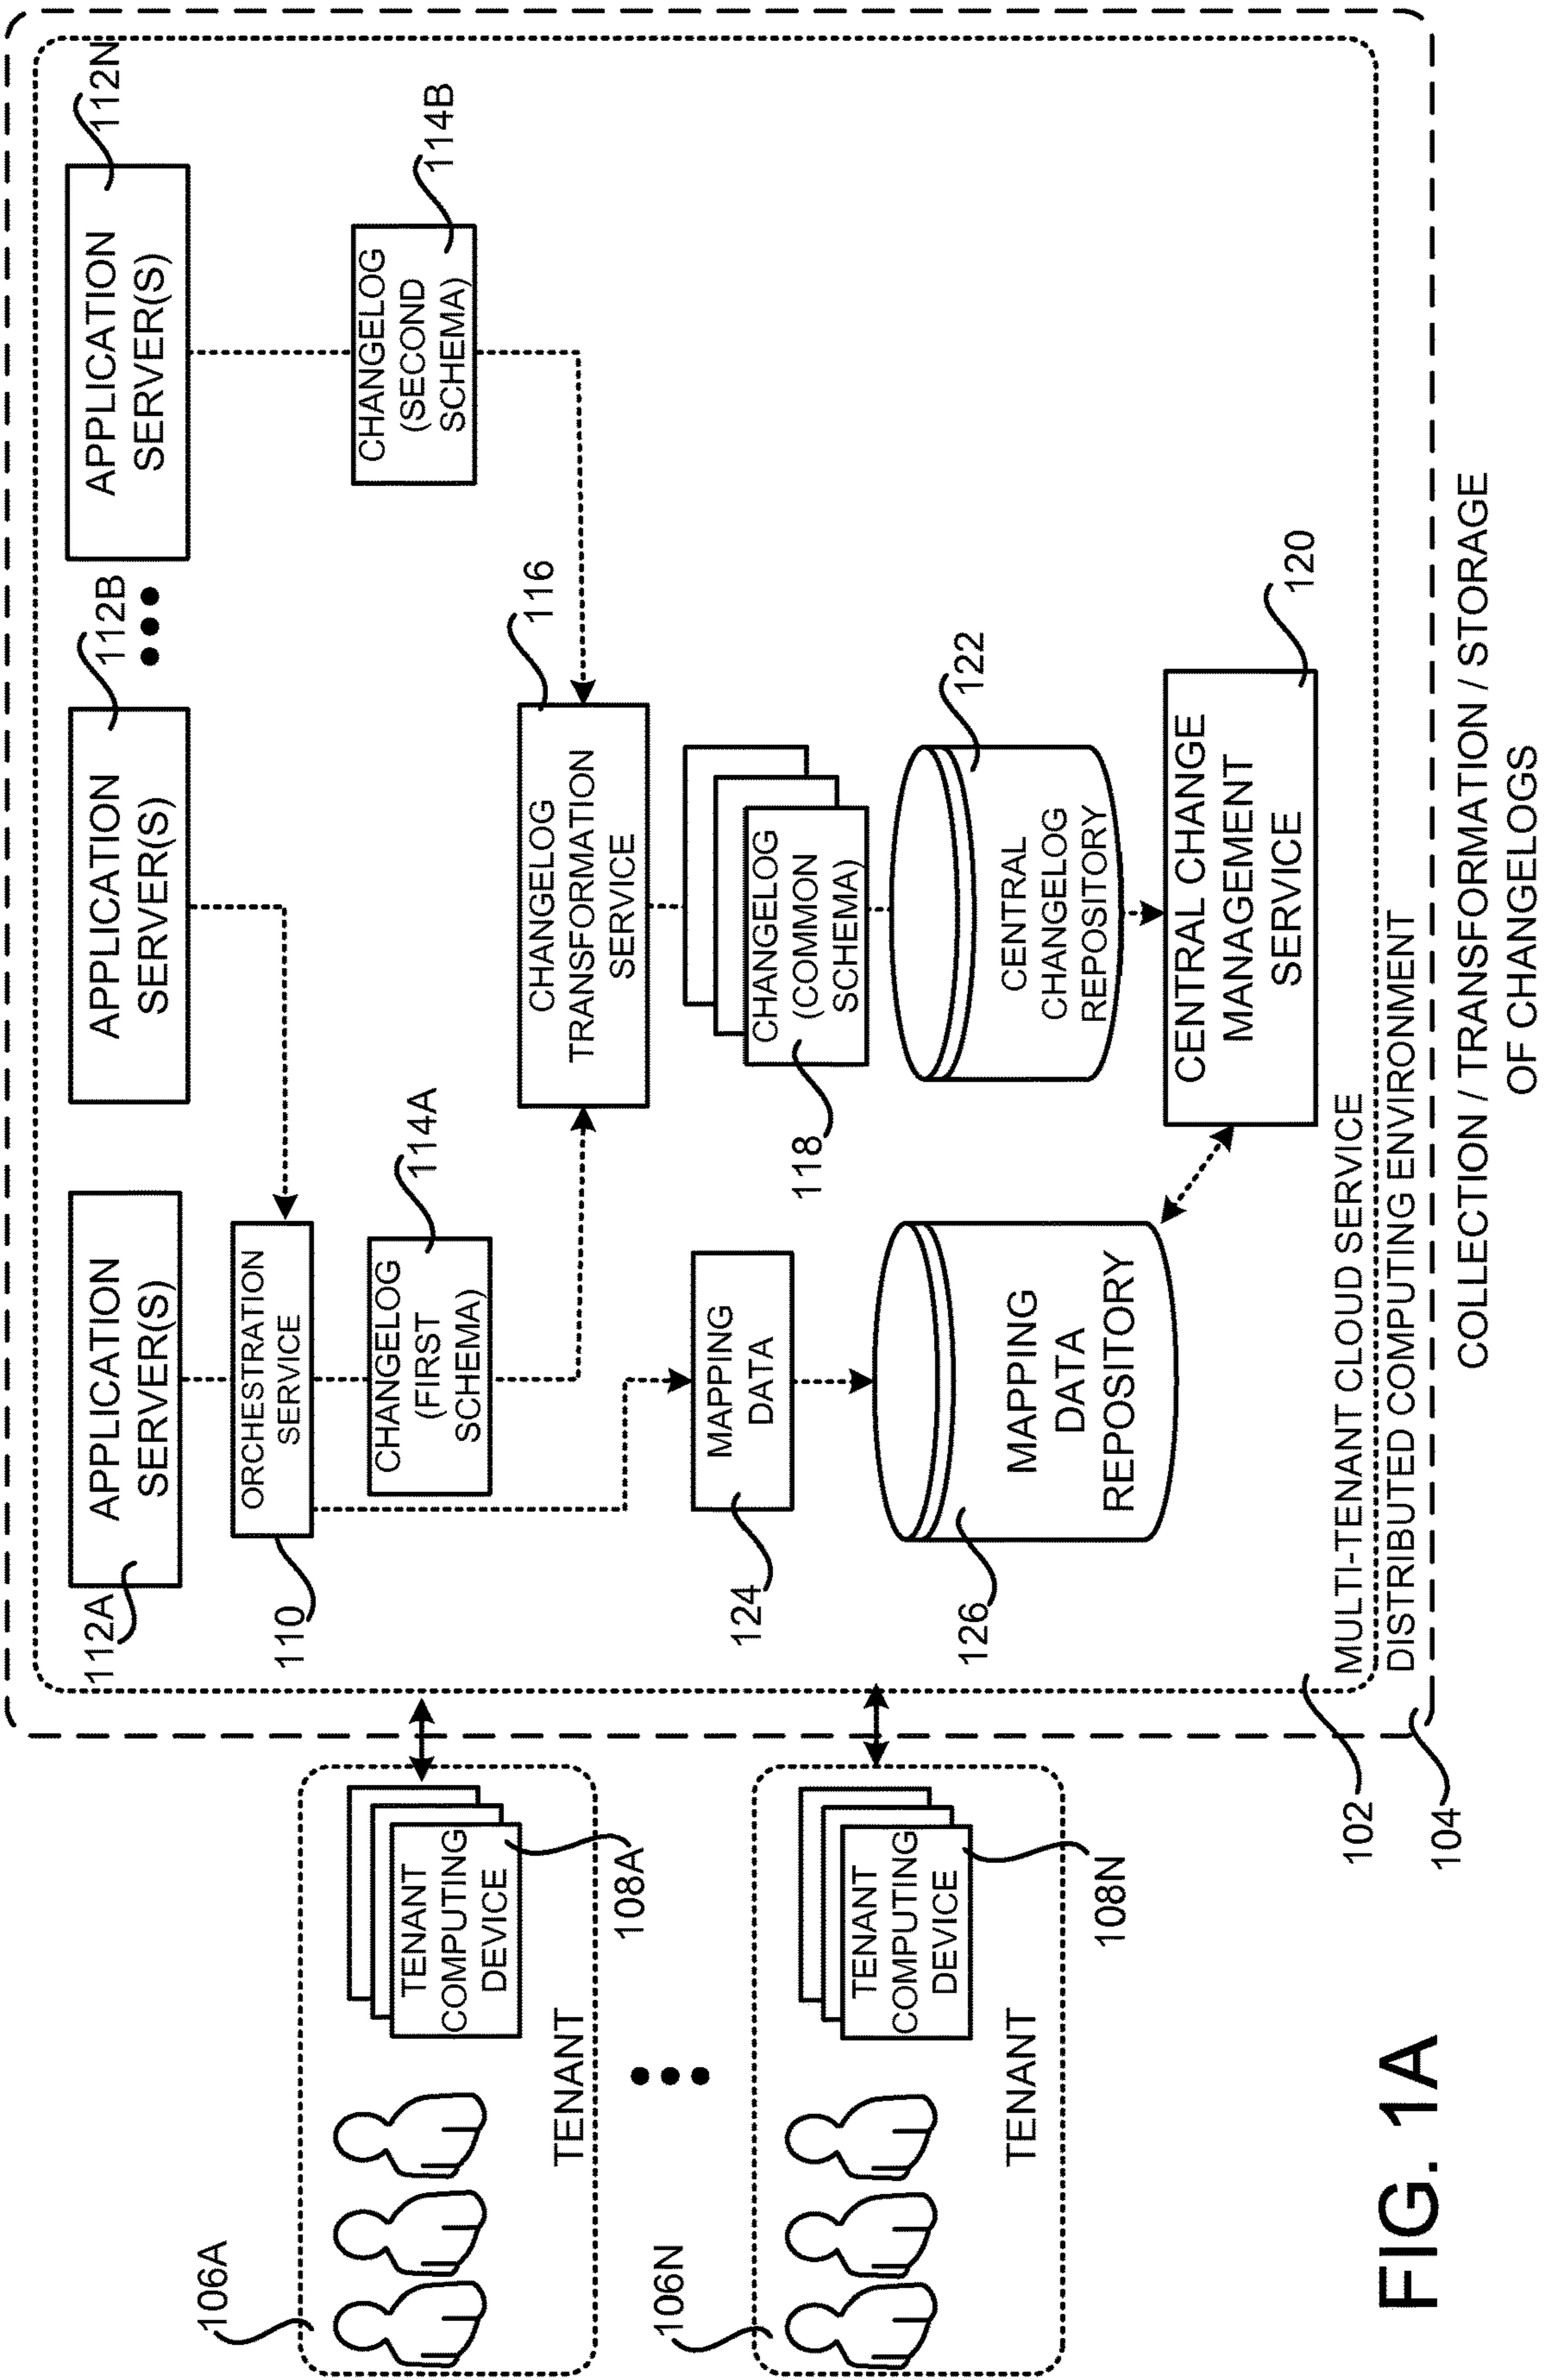 106A
TENANT
COMPUTING
DEVICE
108A
TENANT
106N
TENANT
COMPUTING
DEVICE
108N
TENANT
112A
APPLICATION
SERVER(S)
APPLICATION
SERVER(S)
112B
APPLICATION
SERVER(S)
112N
110
ORCHESTRATION
SERVICE
CHANGELOG
(FIRST
SCHEMA)
114A
CHANGELOG
(SECOND
SCHEMA)
114B
CHANGELOG
TRANSFORMATION
SERVICE
116
124
MAPPING
DATA
118
CHANGELOG
(COMMON
SCHEMA)
126
MAPPING
DATA
REPOSITORY
CENTRAL
CHANGELOG
REPOSITORY
122
CENTRAL CHANGE
MANAGEMENT
SERVICE
120
102
MULTI-TENANT CLOUD SERVICE
104
DISTRIBUTED COMPUTING ENVIRONMENT
COLLECTION / TRANSFORMATION / STORAGE
OF CHANGELOGS
FIG. 1A